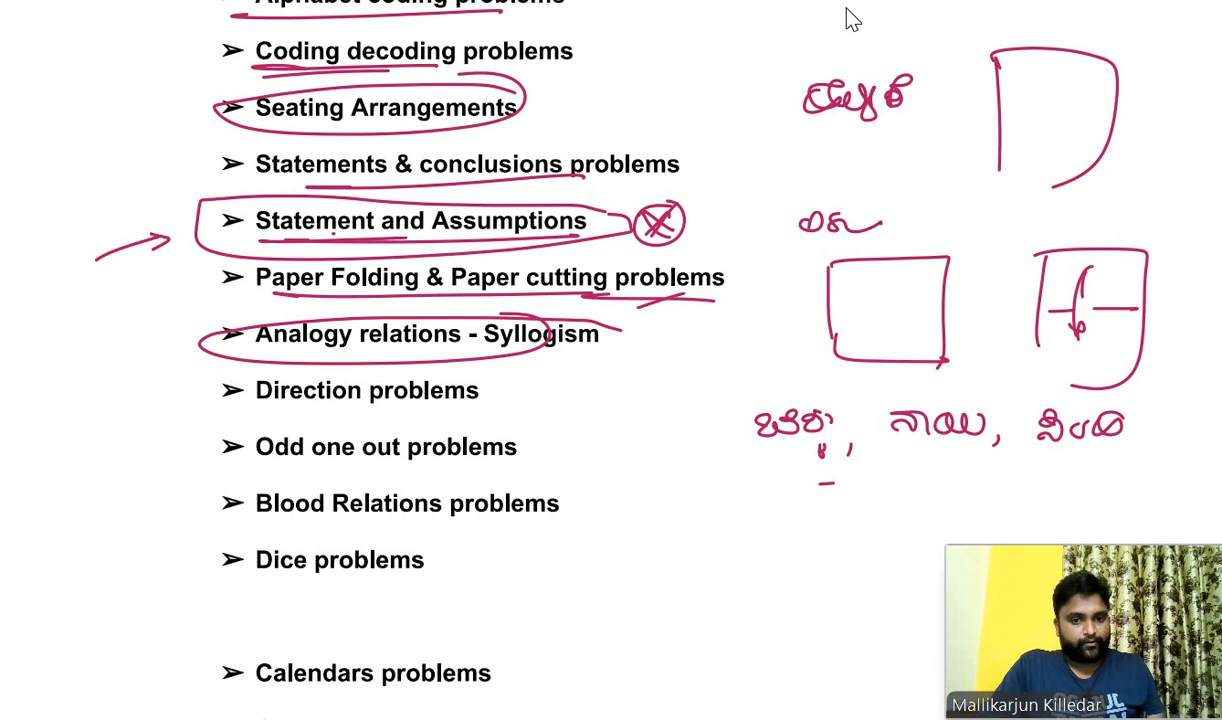 Alphabet coding problems
➢ Coding decoding problems
➢ Seating Arrangements
➢ Statements & conclusions problems
➢ Statement and Assumptions
➢ Paper Folding & Paper cutting problems
➢ Analogy relations - Syllogism
➢ Direction problems
➢ Odd one out problems
➢ Blood Relations problems
➢ Dice problems
➢ Calendars problems
ನಾಯಿ,
Mallikarjun Killedar